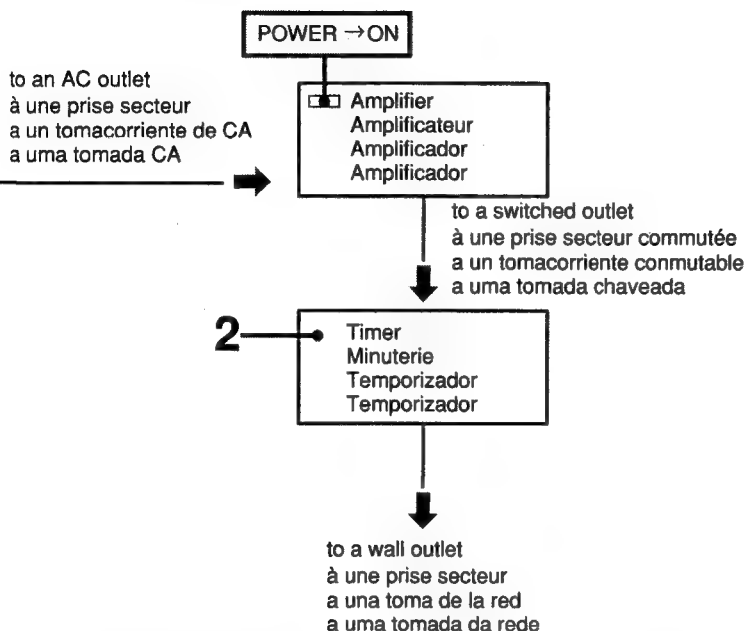 POWER →ON
to an AC outlet
à une prise secteur
a un tomacorriente de CA
a uma tomada CA
Amplifier
Amplificateur
Amplificador
Amplificador
to a switched outlet
à une prise secteur commutée
a un tomacorriente conmutable
a uma tomada chaveada
2
Timer
Minuterie
Temporizador
Temporizador
to a wall outlet
à une prise secteur
a una toma de la red
a uma tomada da rede